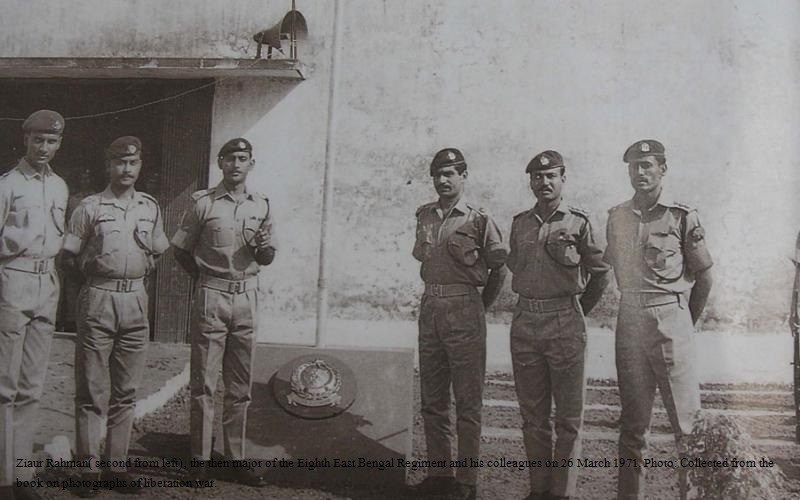 Ziaur Rahman( second from left), the then major of the Eighth East Bengal Regiment and his colleagues on 26 March 1971. Photo: Collected from the
book on photographs of libetation war.